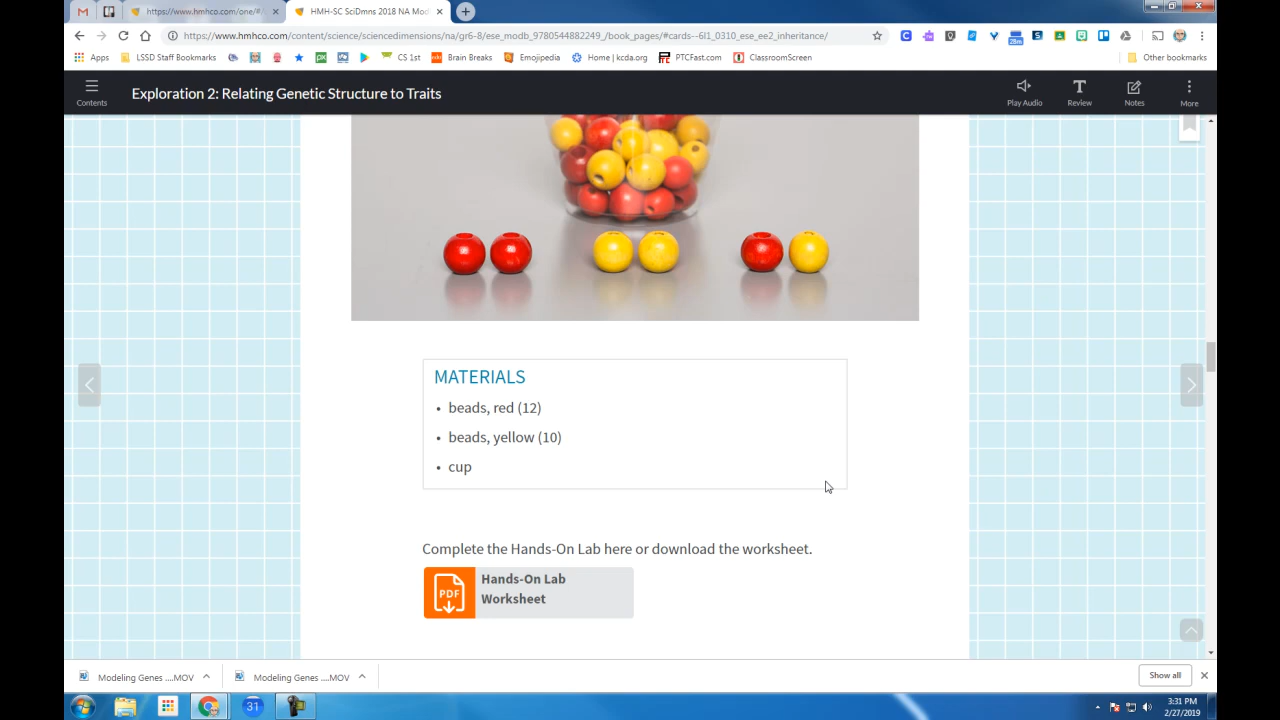 https://www.hmhco.com/one/#/
HMH-SC SciDmns 2018 NA Mod
https://www.hmhco.com/content/science/sciencedimensions/na/gr6-8/ese_modb_9780544882249_/book_pages/#cards--6l1_0310_ese_ee2_inheritance/
28m
Apps
LSSD Staff Bookmarks
CS 1st
Brain Breaks
Emojipedia
Home | kcda.org
PTCFast.com
ClassroomScreen
Other bookmarks
Contents
Exploration 2: Relating Genetic Structure to Traits
Play Audio
Review
Notes
More
MATERIALS
• beads, red (12)
• beads, yellow (10)
• cup
Complete the Hands-On Lab here or download the worksheet.
PDF
Hands-On Lab
Worksheet
Modeling Genes ....MOV
Modeling Genes ....MOV
Show all
31
3:31 PM
2/27/2019